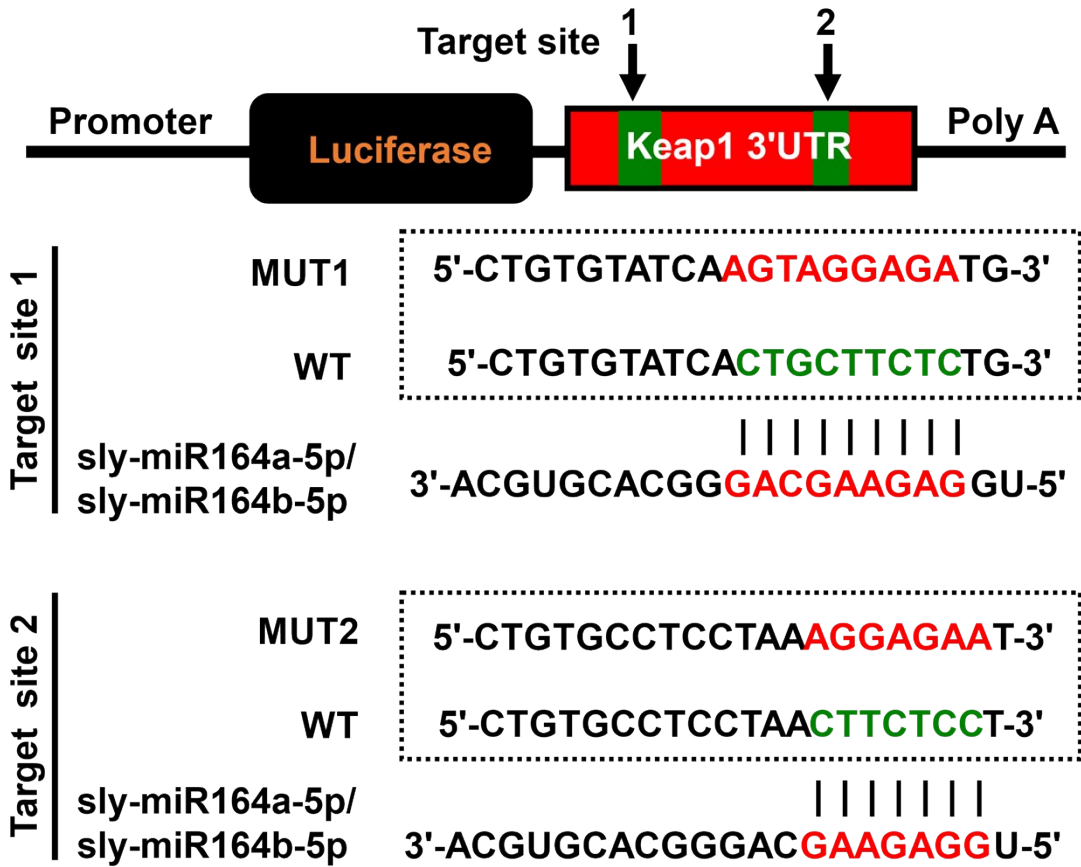 1 2
Target site
Promoter Luciferase Keap1 3'UTR Poly A
Target site 1
MUT1 5'-CTGTGTATCAAGTAGGAGATG-3'
WT 5'-CTGTGTATCACTGCTTCTCTG-3'
sly-miR164a-5p/
sly-miR164b-5p 3'-ACGUGCACGGGACGAAGAGGU-5'
Target site 2
MUT2 5'-CTGTGCCTCCTAAAGGAGAAT-3'
WT 5'-CTGTGCCTCCTAACTTCTCCT-3'
sly-miR164a-5p/
sly-miR164b-5p 3'-ACGUGCACGGGACGAAGAGGU-5'